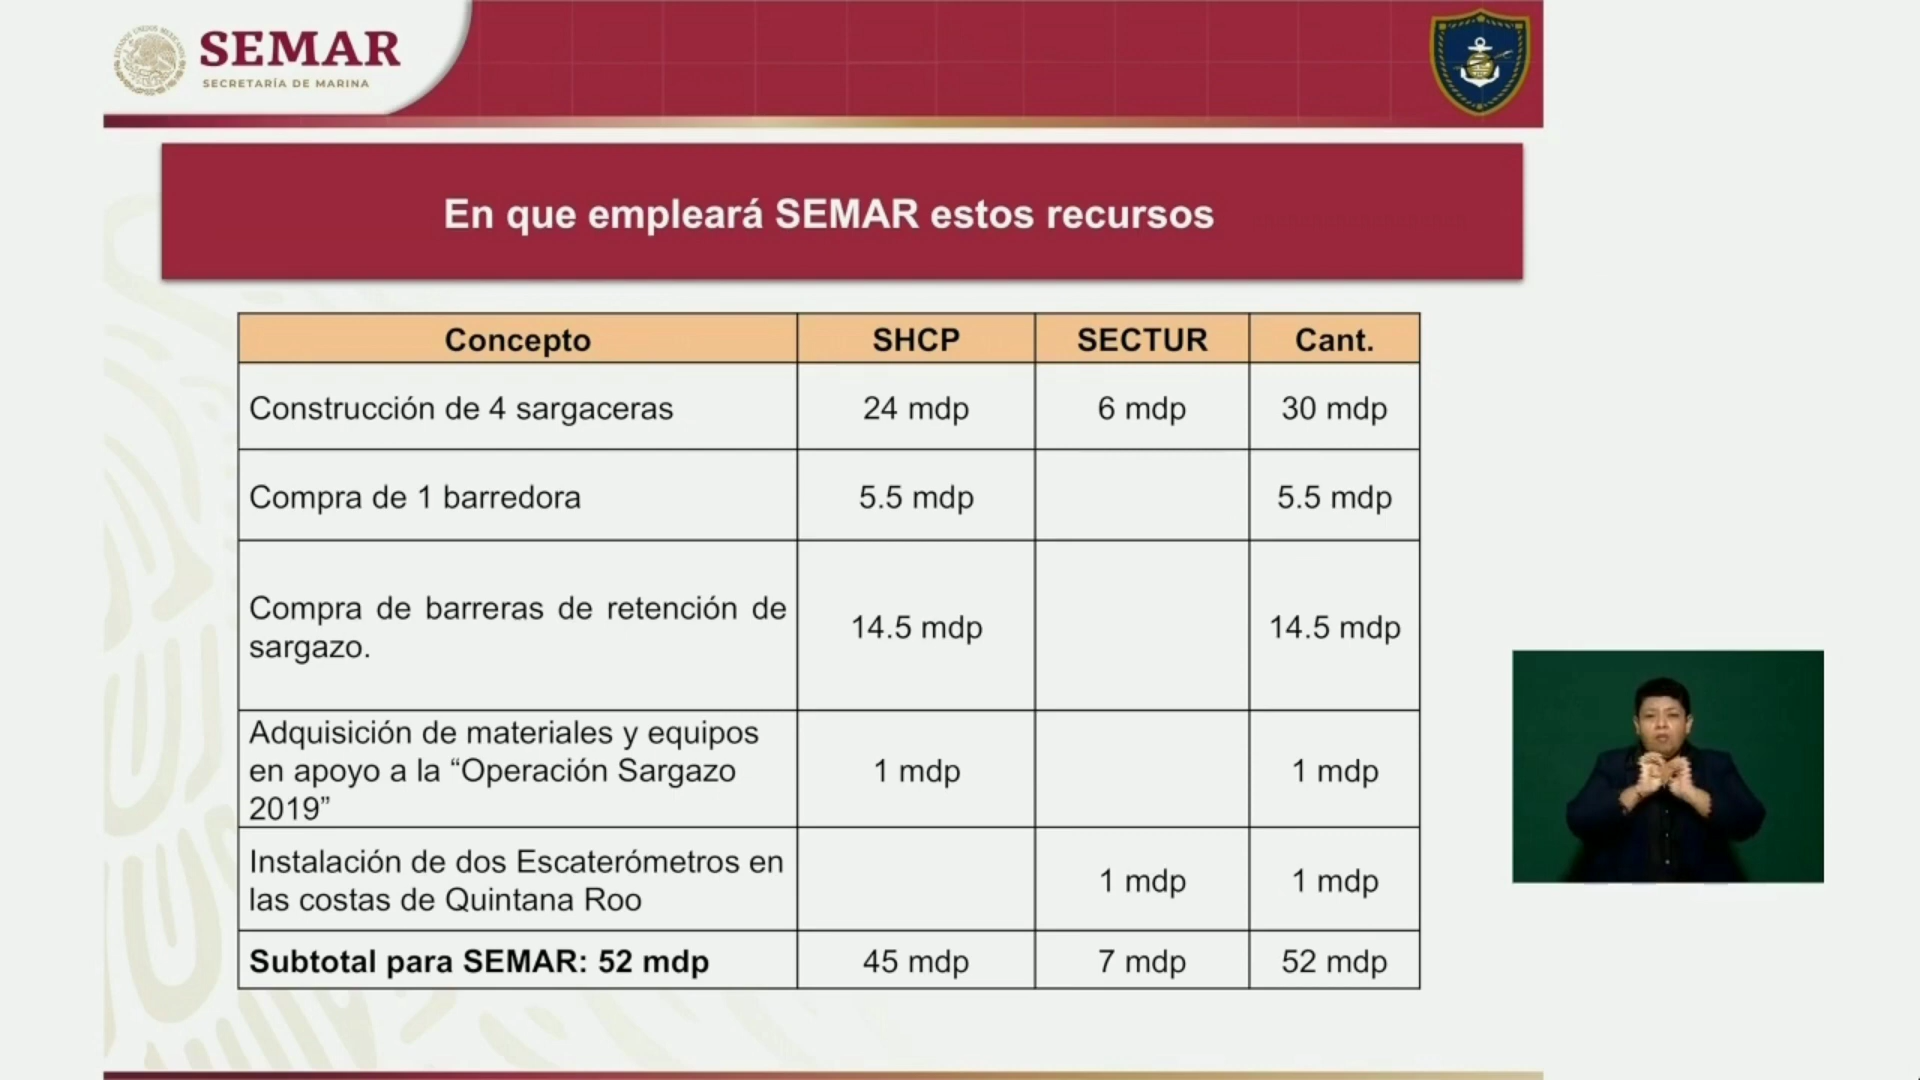 SEMAR
SECRETARÍA DE MARINA
En que empleará SEMAR estos recursos
Concepto SHCP SECTUR Cant.
Construcción de 4 sargaceras 24 mdp 6 mdp 30 mdp
Compra de 1 barredora 5.5 mdp 5.5 mdp
Compra de barreras de retención de
sargazo. 14.5 mdp 14.5 mdp
Adquisición de materiales y equipos
en apoyo a la “Operación Sargazo 1 mdp 1 mdp
2019”
Instalación de dos Escaterómetros en
las costas de Quintana Roo 1 mdp 1 mdp
Subtotal para SEMAR: 52 mdp 45 mdp 7 mdp 52 mdp